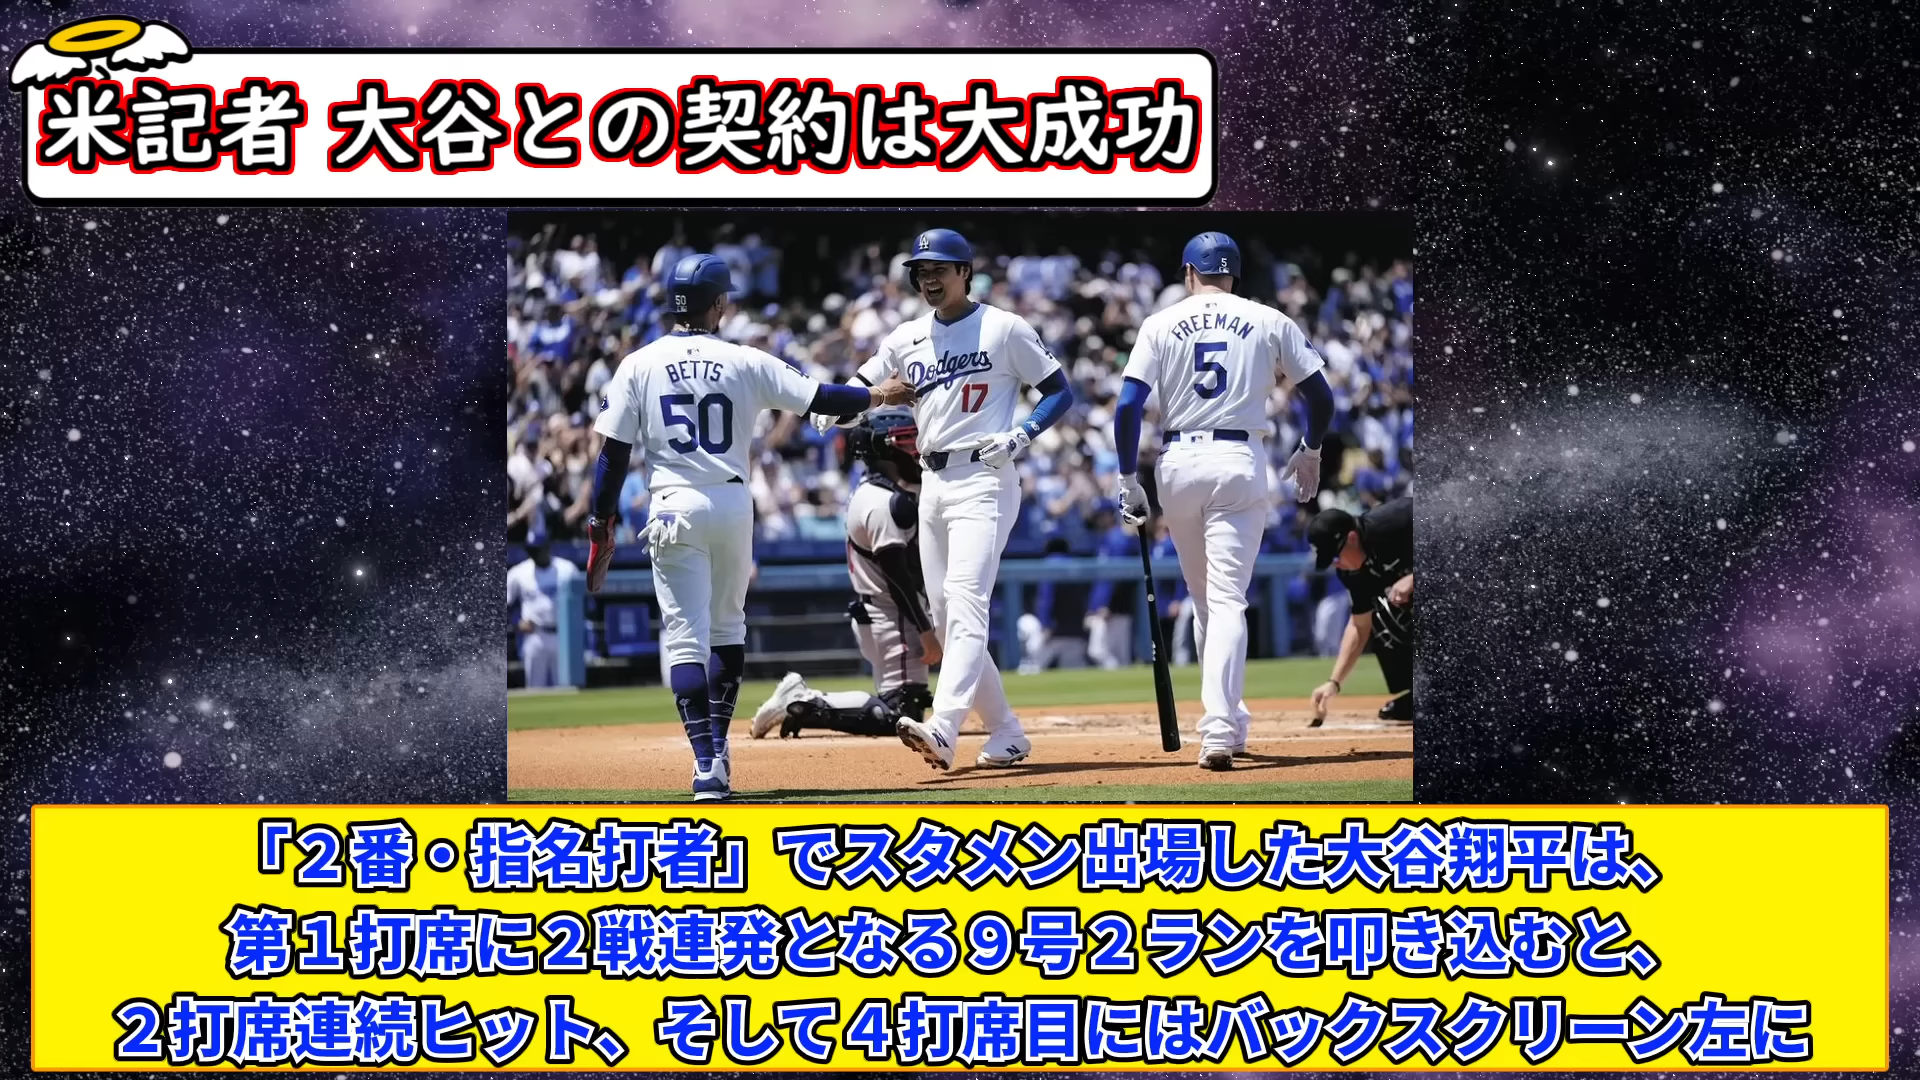 米記者 大谷との契約は大成功
50
BETTS
50
LA
Dodgers
17
5
FREEMAN
5
「２番・指名打者」でスタメン出場した大谷翔平は、
第１打席に２戦連発となる９号２ランを叩き込むと、
２打席連続ヒット、そして４打席目にはバックスクリーン左に